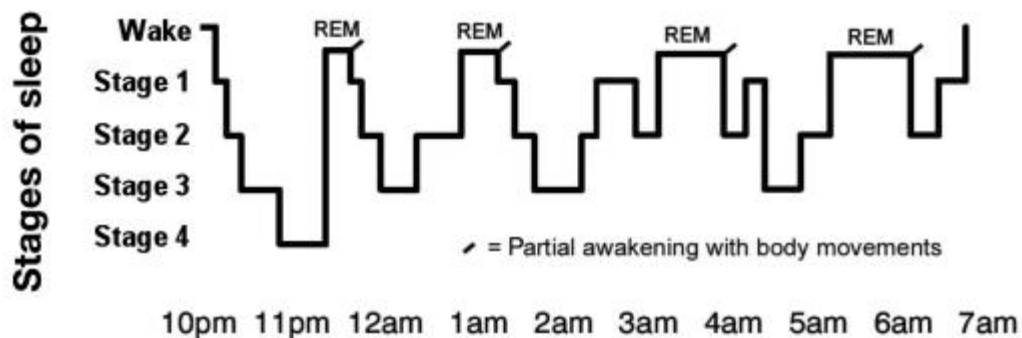 Stages of sleep
Wake
Stage 1
Stage 2
Stage 3
Stage 4
REM
REM
REM
REM
= Partial awakening with body movements
10pm 11pm 12am 1am 2am 3am 4am 5am 6am 7am